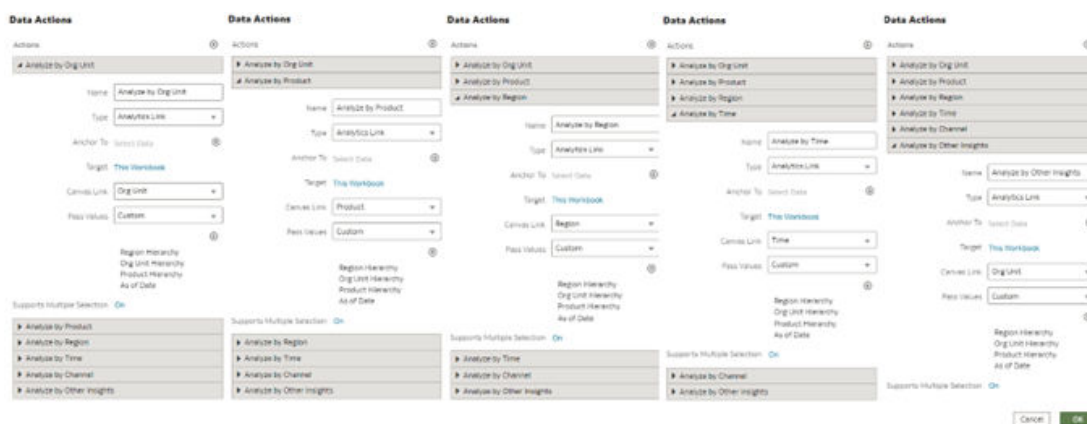 Data Actions
Actions
Analyze by Org Unit
Name Analyze by Org Unit
Type Analytics Link
Anchor To Select Data
Target This Workbook
Canvas Link Org Unit
Pass Values Custom
Region Hierarchy
Org Unit Hierarchy
Product Hierarchy
As of Date
Supports Multiple Selection On
Analyze by Product
Analyze by Region
Analyze by Time
Analyze by Channel
Analyze by Other Insights
Data Actions
Actions
Analyze by Org Unit
Analyze by Product
Name Analyze by Product
Type Analytics Link
Anchor To Select Data
Target This Workbook
Canvas Link Product
Pass Values Custom
Region Hierarchy
Org Unit Hierarchy
Product Hierarchy
As of Date
Supports Multiple Selection On
Analyze by Region
Analyze by Time
Analyze by Channel
Analyze by Other Insights
Data Actions
Actions
Analyze by Org Unit
Analyze by Product
Analyze by Region
Name Analyze by Region
Type Analytics Link
Anchor To Select Data
Target This Workbook
Canvas Link Region
Pass Values Custom
Region Hierarchy
Org Unit Hierarchy
Product Hierarchy
As of Date
Supports Multiple Selection On
Analyze by Time
Analyze by Channel
Analyze by Other Insights
Data Actions
Actions
Analyze by Org Unit
Analyze by Product
Analyze by Region
Analyze by Time
Name Analyze by Time
Type Analytics Link
Anchor To Select Data
Target This Workbook
Canvas Link Time
Pass Values Custom
Region Hierarchy
Org Unit Hierarchy
Product Hierarchy
As of Date
Supports Multiple Selection On
Analyze by Channel
Analyze by Other Insights
Data Actions
Actions
Analyze by Org Unit
Analyze by Product
Analyze by Region
Analyze by Time
Analyze by Channel
Analyze by Other Insights
Name Analyze by Other Insights
Type Analytics Link
Anchor To Select Data
Target This Workbook
Canvas Link Org Unit
Pass Values Custom
Region Hierarchy
Org Unit Hierarchy
Product Hierarchy
As of Date
Supports Multiple Selection On
Cancel OK